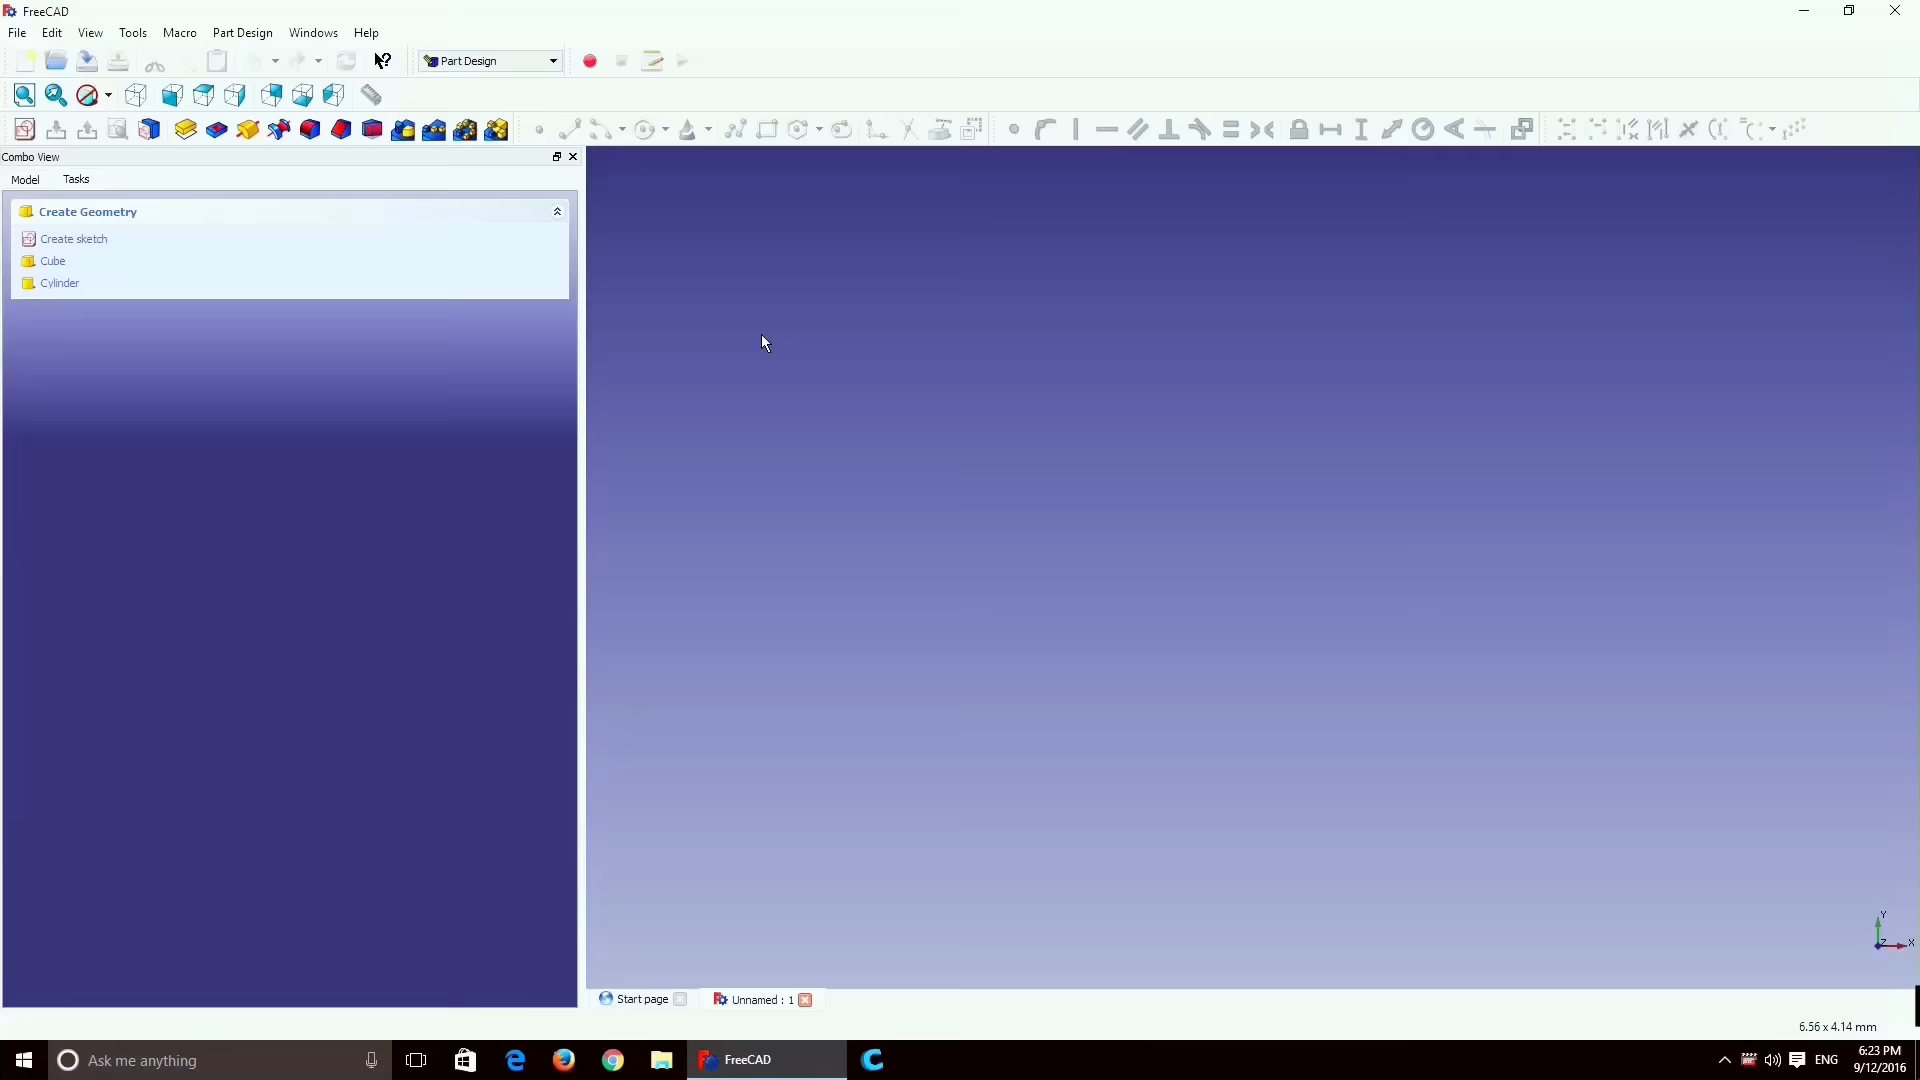 FreeCAD
File Edit View Tools Macro Part Design Windows Help
Part Design
Combo View
Model Tasks
Create Geometry
Create sketch
Cube
Cylinder
Y
Z X
Start page Unnamed : 1
6.56 x 4.14 mm
Ask me anything FreeCAD ENG 6:23 PM
9/12/2016